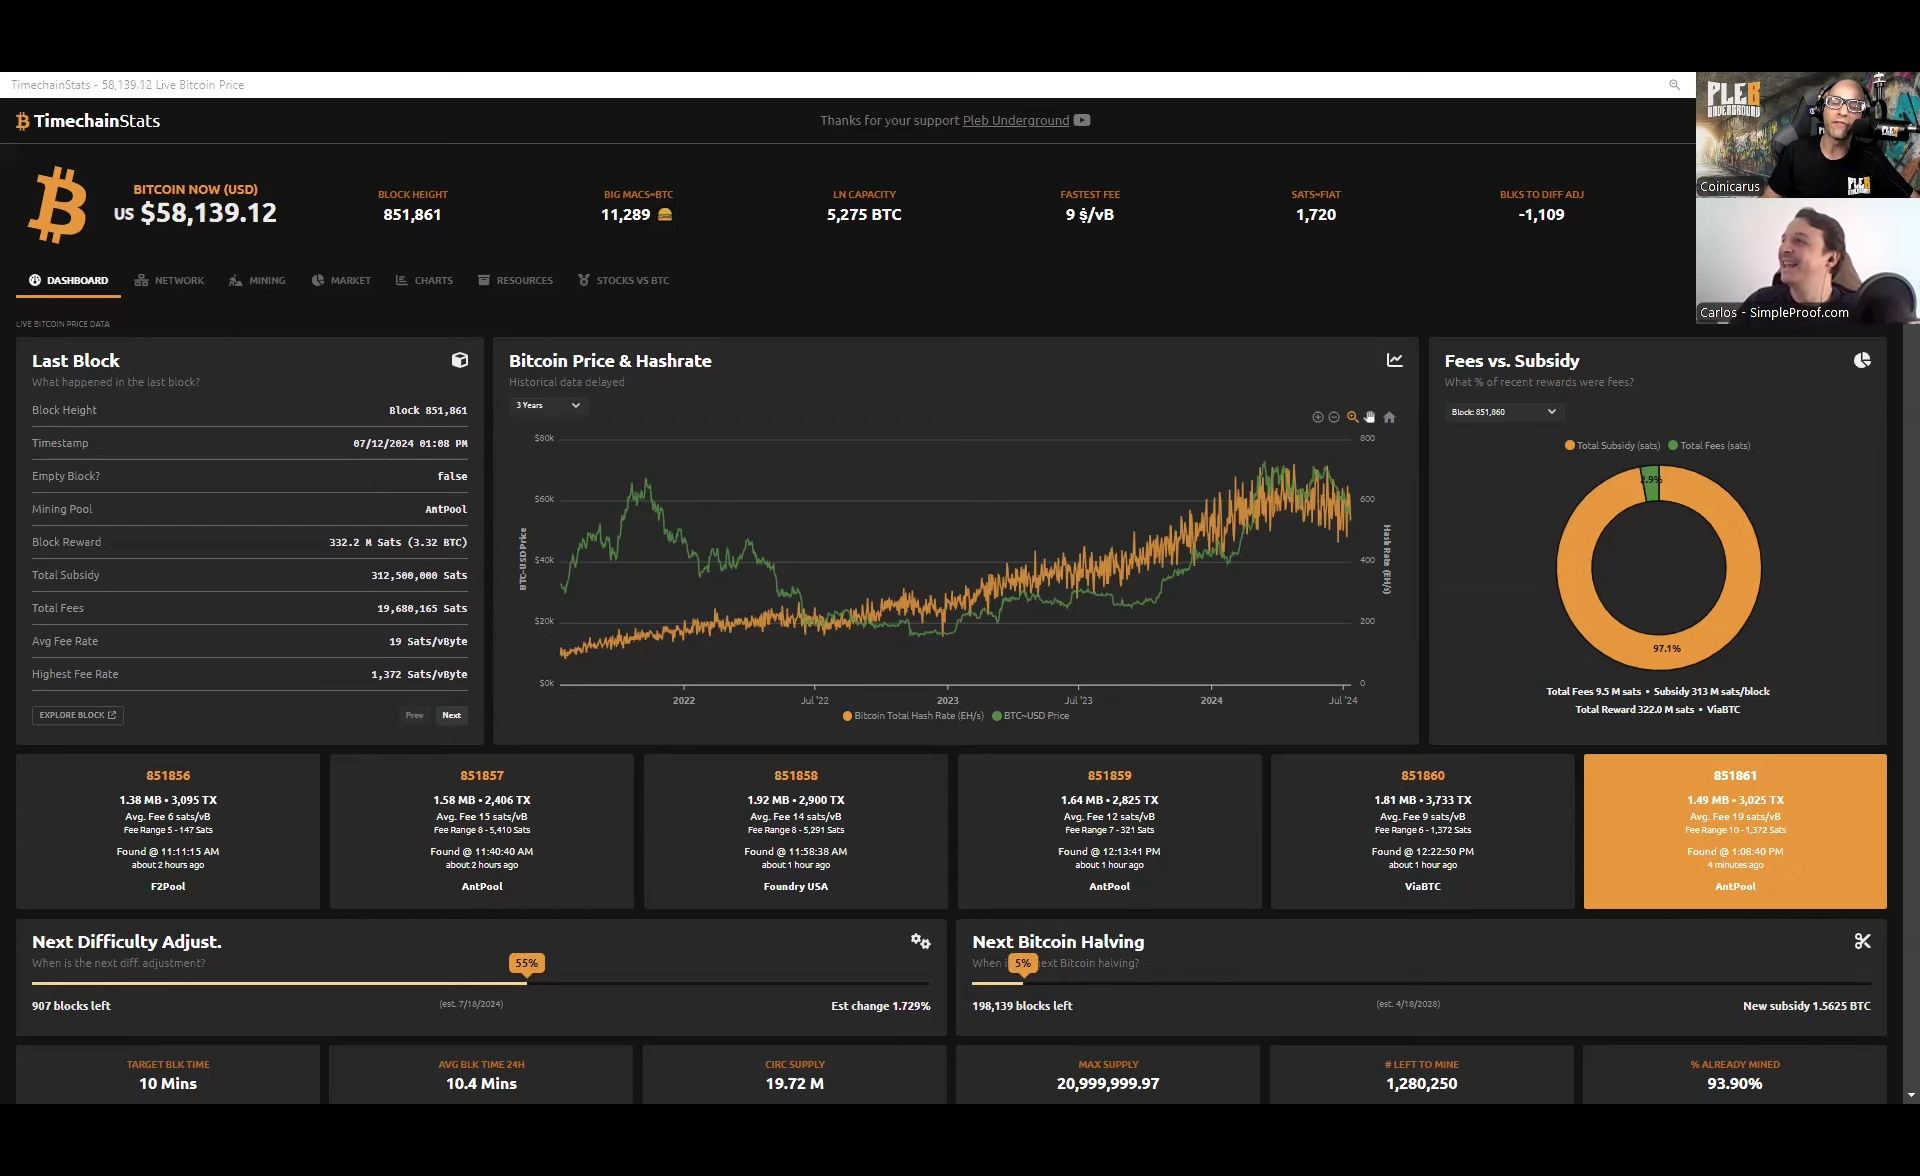 TimechainStats - 58,139.12 Live Bitcoin Price
TimechainStats
Thanks for your support Pleb Underground
PLEB
UNDERGROUND
Coinicarus
Carlos - SimpleProof.com
BITCOIN NOW (USD)
US $58,139.12
BLOCK HEIGHT
851,861
BIG MACS~BTC
11,289
LN CAPACITY
5,275 BTC
FASTEST FEE
9 ṩ/vB
SATS~FIAT
1,720
BLKS TO DIFF ADJ
-1,109
DASHBOARD NETWORK MINING MARKET CHARTS RESOURCES STOCKS VS BTC
LIVE BITCOIN PRICE DATA
Last Block
What happened in the last block?
Block Height Block 851,861
Timestamp 07/12/2024 01:08 PM
Empty Block? false
Mining Pool AntPool
Block Reward 332.2 M Sats (3.32 BTC)
Total Subsidy 312,500,000 Sats
Total Fees 19,680,165 Sats
Avg Fee Rate 19 Sats/vByte
Highest Fee Rate 1,372 Sats/vByte
EXPLORE BLOCK Prev Next
Bitcoin Price & Hashrate
Historical data delayed
3 Years
$80k 800
$60k 600
$40k 400
$20k 200
$0k 0
BTC-USD Price
Hash Rate (EH/s)
2022 Jul '22 2023 Jul '23 2024 Jul '24
Bitcoin Total Hash Rate (EH/s) BTC~USD Price
Fees vs. Subsidy
What % of recent rewards were fees?
Block: 851,860
Total Subsidy (sats) Total Fees (sats)
2.9%
97.1%
Total Fees 9.5 M sats • Subsidy 313 M sats/block
Total Reward 322.0 M sats • ViaBTC
851856
1.38 MB • 3,095 TX
Avg. Fee 6 sats/vB
Fee Range 5 - 147 Sats
Found @ 11:11:15 AM
about 2 hours ago
F2Pool
851857
1.58 MB • 2,406 TX
Avg. Fee 15 sats/vB
Fee Range 8 - 5,410 Sats
Found @ 11:40:40 AM
about 2 hours ago
AntPool
851858
1.92 MB • 2,900 TX
Avg. Fee 14 sats/vB
Fee Range 8 - 5,291 Sats
Found @ 11:58:38 AM
about 1 hour ago
Foundry USA
851859
1.64 MB • 2,825 TX
Avg. Fee 12 sats/vB
Fee Range 7 - 321 Sats
Found @ 12:13:41 PM
about 1 hour ago
AntPool
851860
1.81 MB • 3,733 TX
Avg. Fee 9 sats/vB
Fee Range 6 - 1,372 Sats
Found @ 12:22:50 PM
about 1 hour ago
ViaBTC
851861
1.49 MB • 3,025 TX
Avg. Fee 19 sats/vB
Fee Range 10 - 1,372 Sats
Found @ 1:08:40 PM
4 minutes ago
AntPool
Next Difficulty Adjust.
When is the next diff. adjustment?
55%
907 blocks left (est. 7/18/2024) Est change 1.729%
Next Bitcoin Halving
When i next Bitcoin halving?
5%
198,139 blocks left (est. 4/18/2028) New subsidy 1.5625 BTC
TARGET BLK TIME
10 Mins
AVG BLK TIME 24H
10.4 Mins
CIRC SUPPLY
19.72 M
MAX SUPPLY
20,999,999.97
# LEFT TO MINE
1,280,250
% ALREADY MINED
93.90%